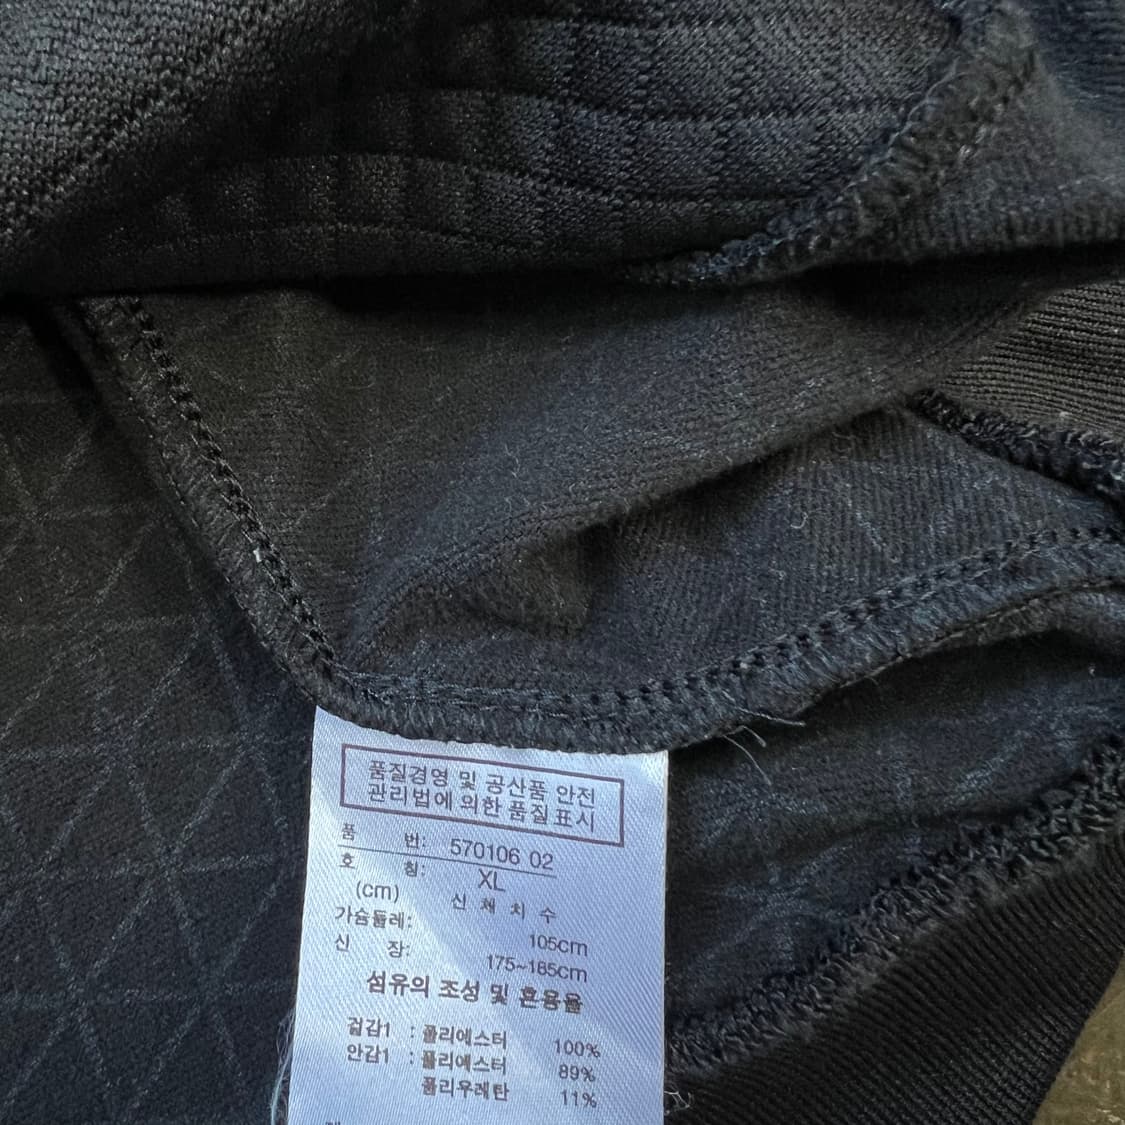 품질경영 및 공산품 안전
관리법에 의한 품질표시
품 번: 570106 02
호 칭: XL
(cm) 신 체 치 수
가슴둘레: 105cm
신 장: 175~185cm
섬유의 조성 및 혼용율
겉감1 : 폴리에스터 100%
안감1 : 폴리에스터 89%
폴리우레탄 11%